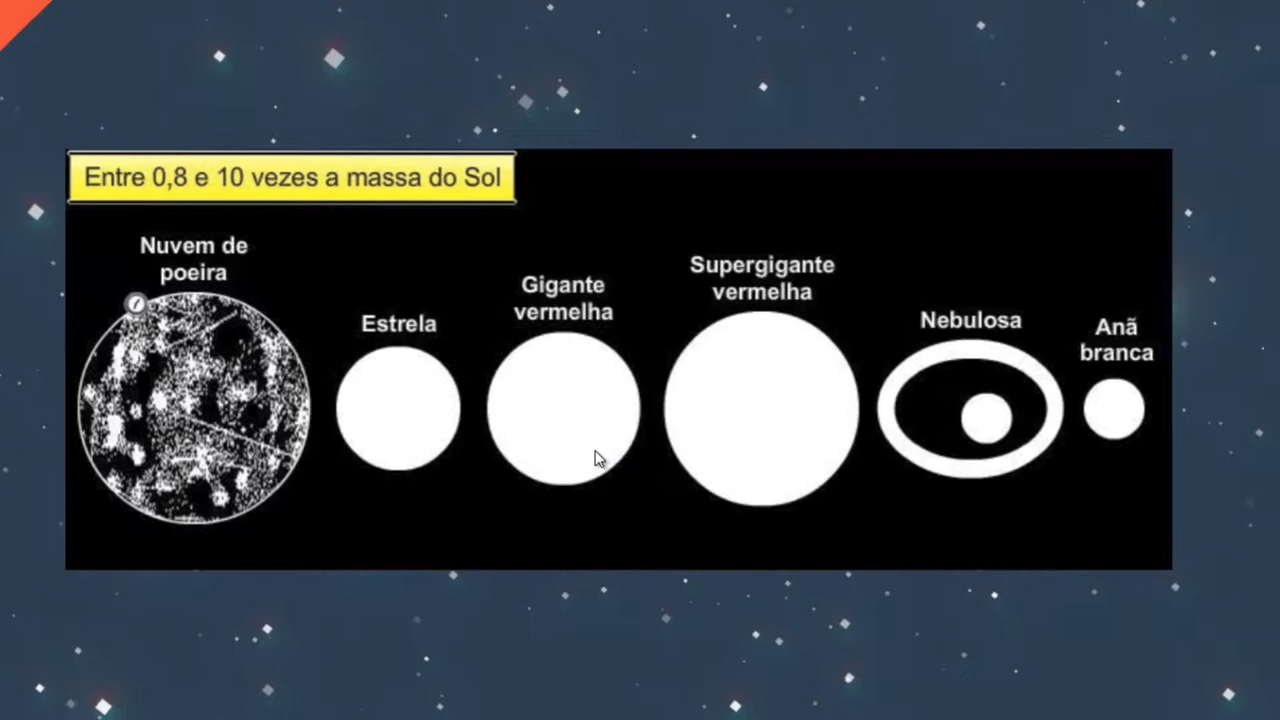 Entre 0,8 e 10 vezes a massa do Sol
Nuvem de
poeira
Estrela
Gigante
vermelha
Supergigante
vermelha
Nebulosa
Anã
branca